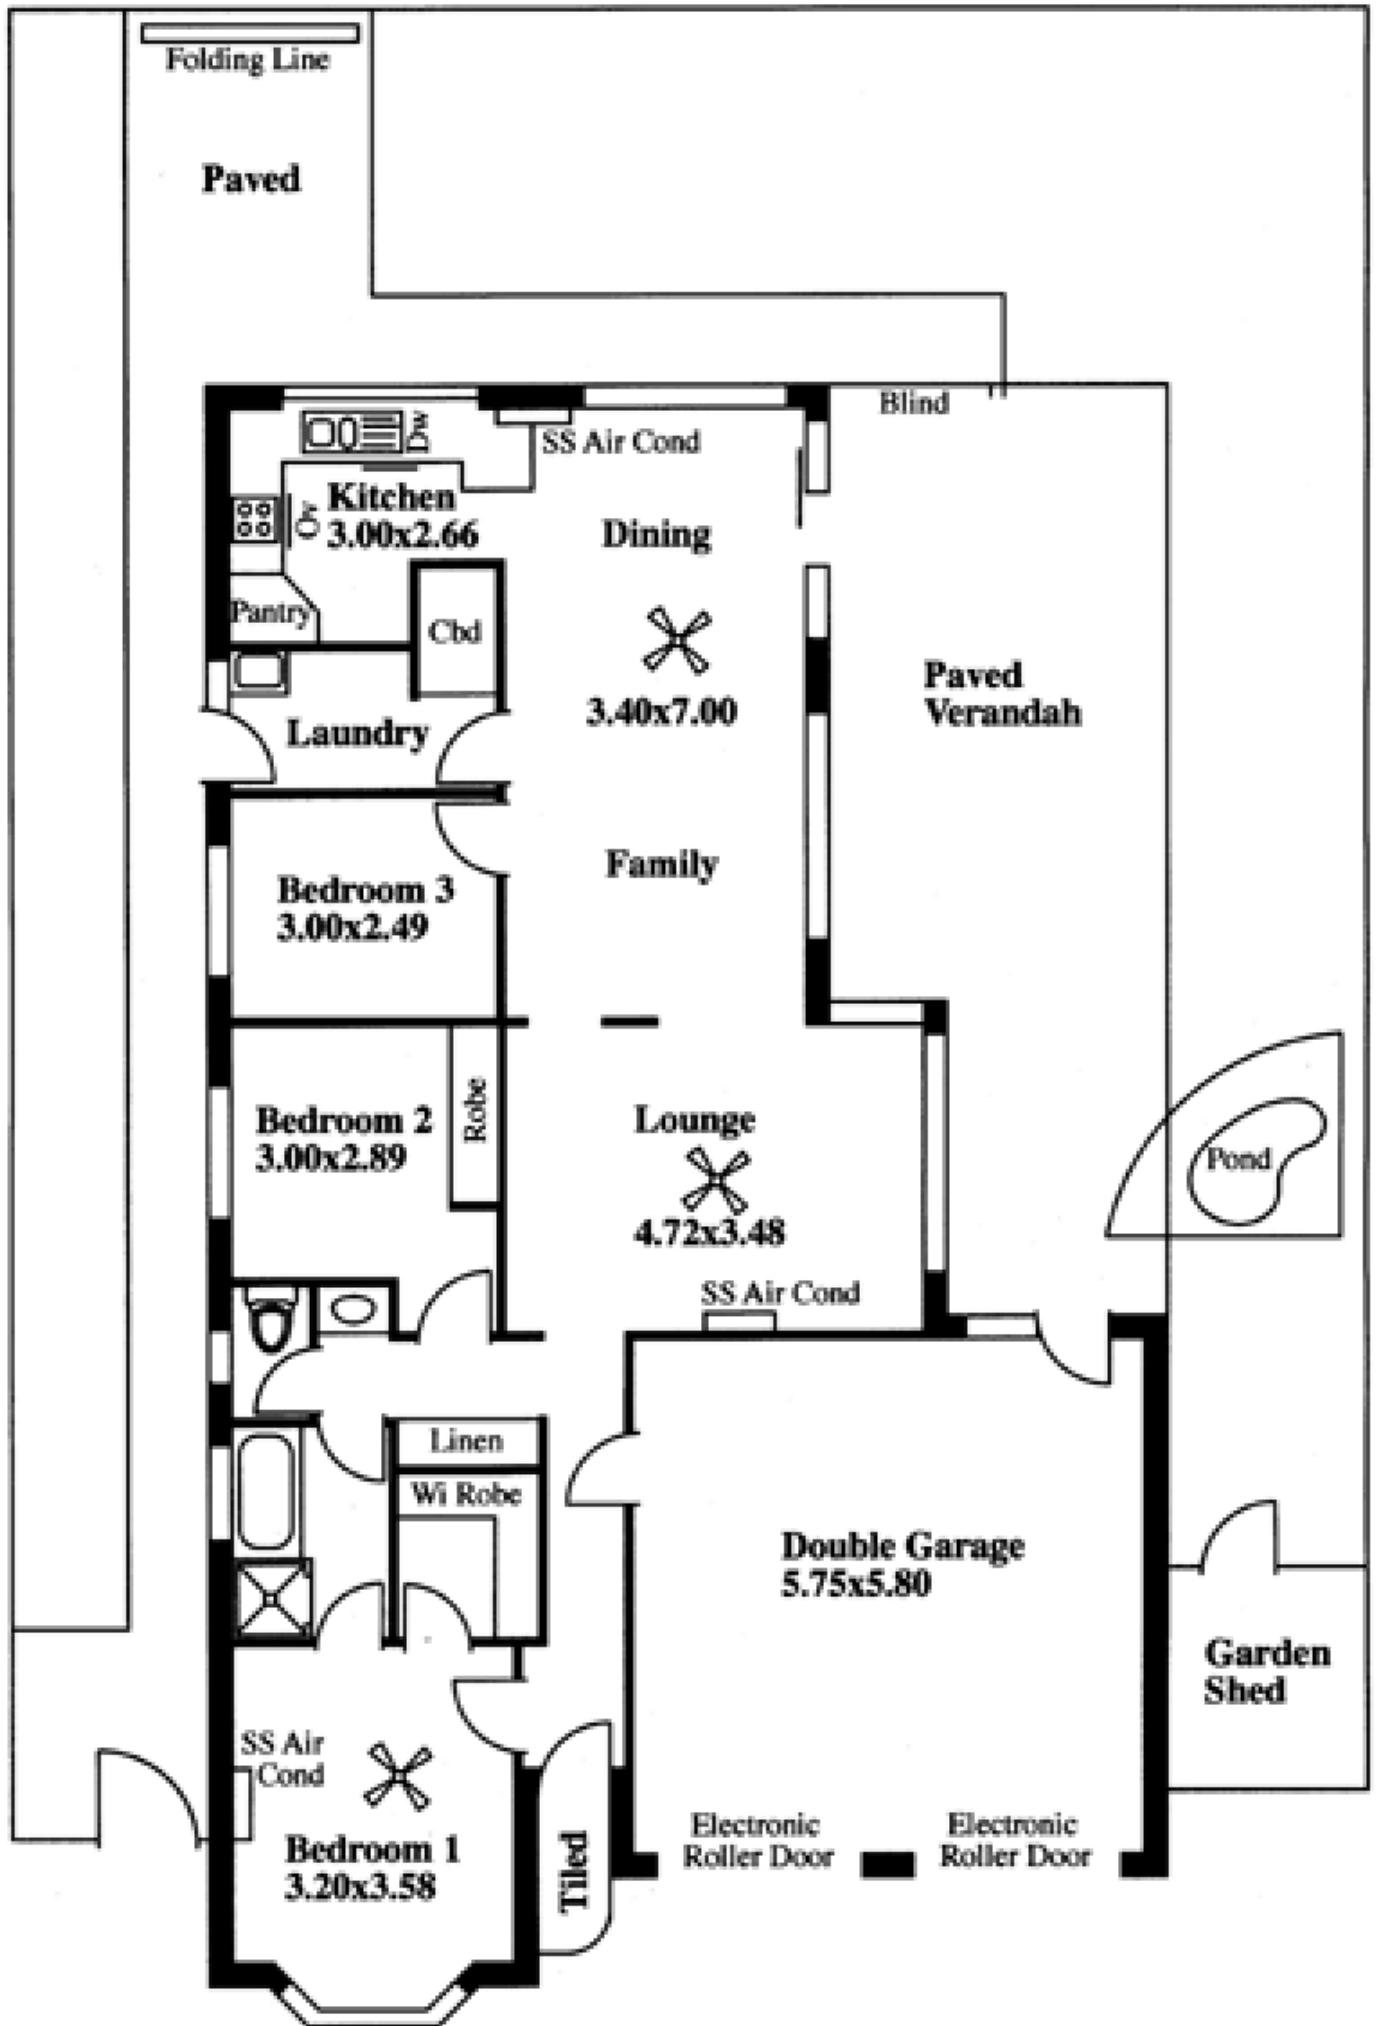 Folding Line
Paved
Blind
SS Air Cond
Dw
Kitchen
3.00x2.66
Ov
Dining
Pantry
Cbd
Paved
Verandah
3.40x7.00
Laundry
Family
Bedroom 3
3.00x2.49
Bedroom 2
3.00x2.89
Robe
Lounge
4.72x3.48
Pond
SS Air Cond
Linen
Wi Robe
Double Garage
5.75x5.80
Garden
Shed
SS Air
Cond
Bedroom 1
3.20x3.58
Tiled
Electronic
Roller Door
Electronic
Roller Door